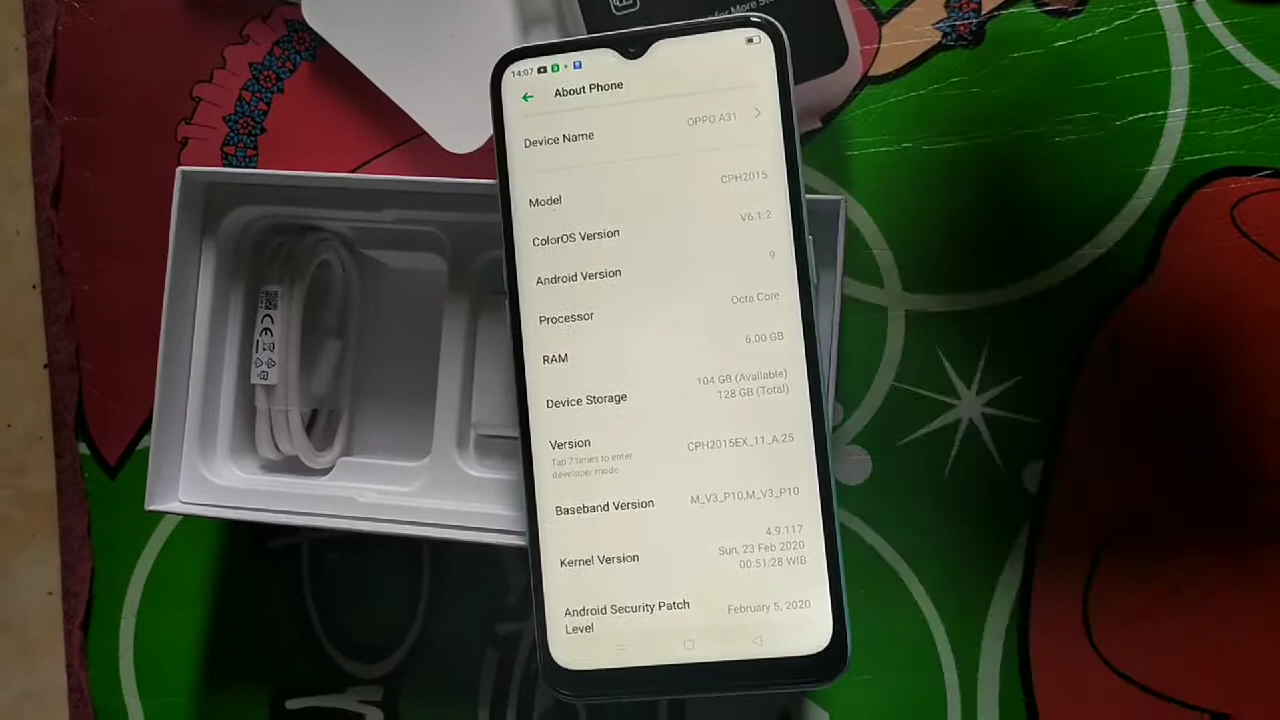 for More
14:07
About Phone
Device Name
OPPO A31
Model
CPH2015
ColorOS Version
V6.1.2
Android Version
9
Processor
Octa Core
RAM
6.00 GB
Device Storage
104 GB (Available)
128 GB (Total)
Version
CPH2015EX_11_A.25
Tap 7 times to enter
developer mode
Baseband Version
M_V3_P10,M_V3_P10
Kernel Version
4.9.117
Sun, 23 Feb 2020
00:51:28 WIB
Android Security Patch
Level
February 5, 2020